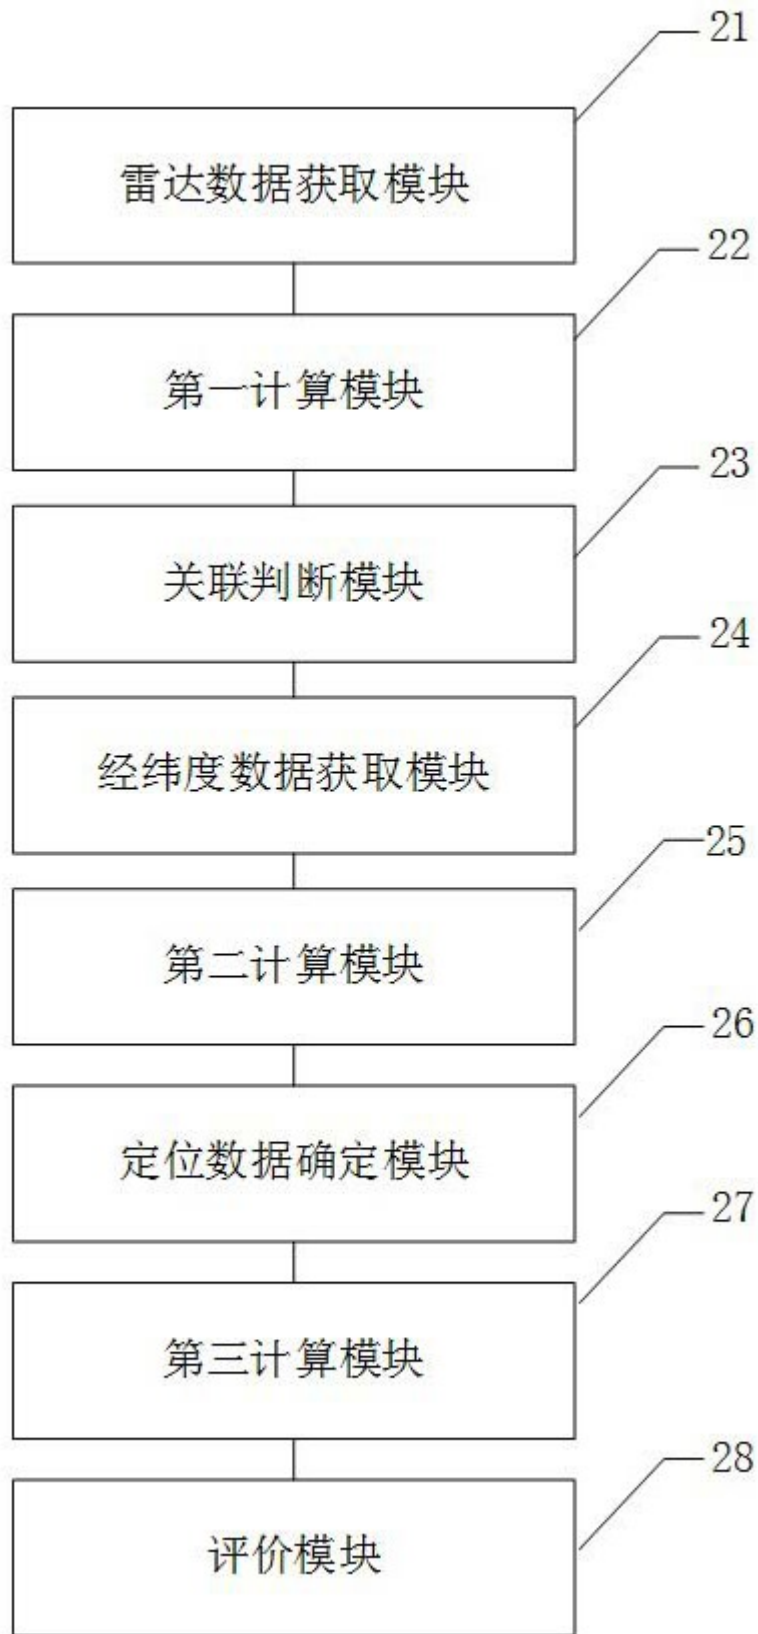 21
雷达数据获取模块
22
第一计算模块
23
关联判断模块
24
经纬度数据获取模块
25
第二计算模块
26
定位数据确定模块
27
第三计算模块
28
评价模块